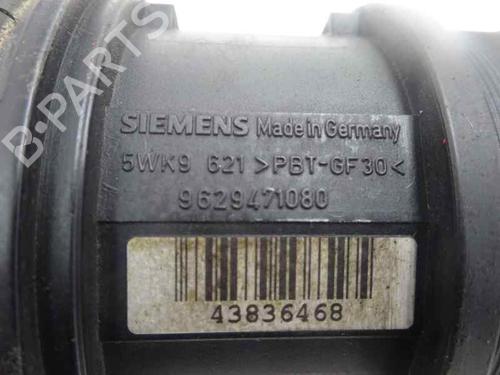 SIEMENS Made in Germany
5WK9 621 >PBT-GF30<
9629471080
43836468
B-PARTS